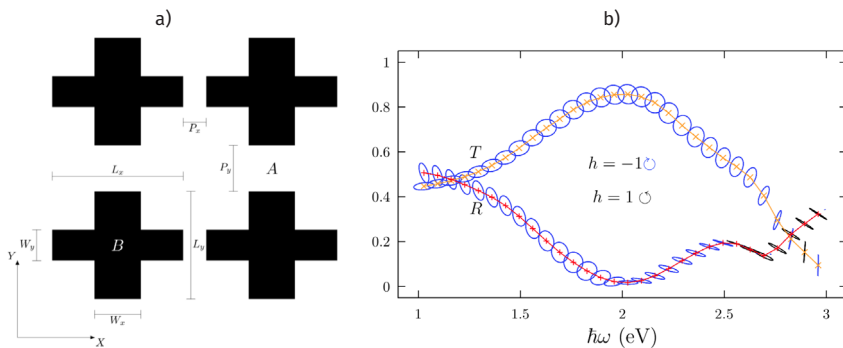 a)
b)
P_x
L_x
P_y
A
W_y
B
L_y
W_x
Y
X
1
0.8
0.6
0.4
0.2
0
T
R
h = −1 ↻
h = 1 ↺
1
1.5
2
2.5
3
ħω (eV)